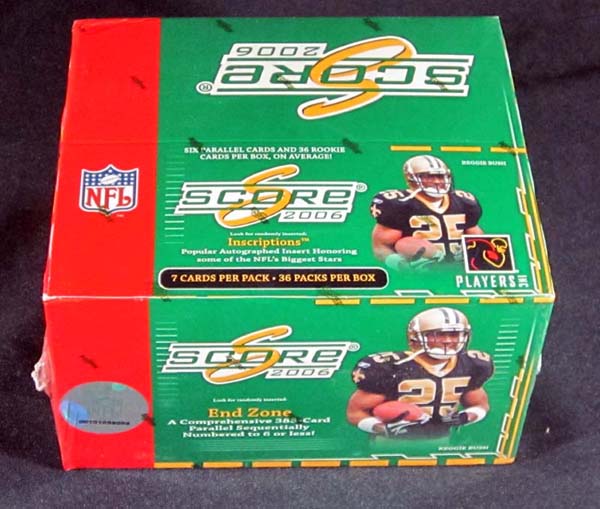 SCORE®
2006
SIX PARALLEL CARDS AND 36 ROOKIE
CARDS PER BOX, ON AVERAGE!
REGGIE BUSH
NFL
SCORE®
2006
25
Look for randomly inserted:
Inscriptions™
Popular Autographed Insert Honoring
some of the NFL's Biggest Stars
PLAYERS INC
7 CARDS PER PACK • 36 PACKS PER BOX
SCORE®
2006
25
Look for randomly inserted:
End Zone
A Comprehensive 385-Card
Parallel Sequentially
Numbered to 6 or less!
REGGIE BUSH